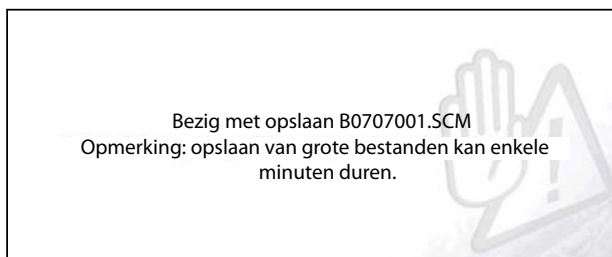 Bezig met opslaan B0707001.SCM
Opmerking: opslaan van grote bestanden kan enkele
minuten duren.